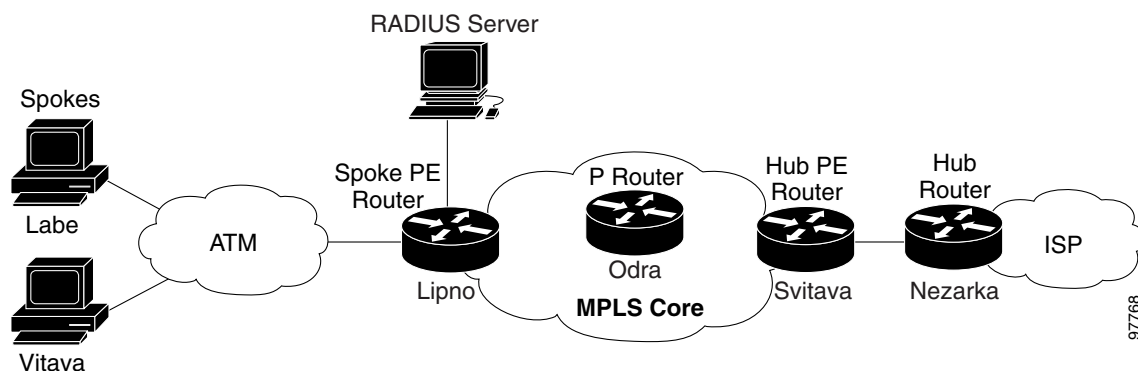 RADIUS Server
Spokes
Labe
Vitava
ATM
Spoke PE
Router
Lipno
P Router
Odra
MPLS Core
Hub PE
Router
Svitava
Hub
Router
Nezarka
ISP
97768